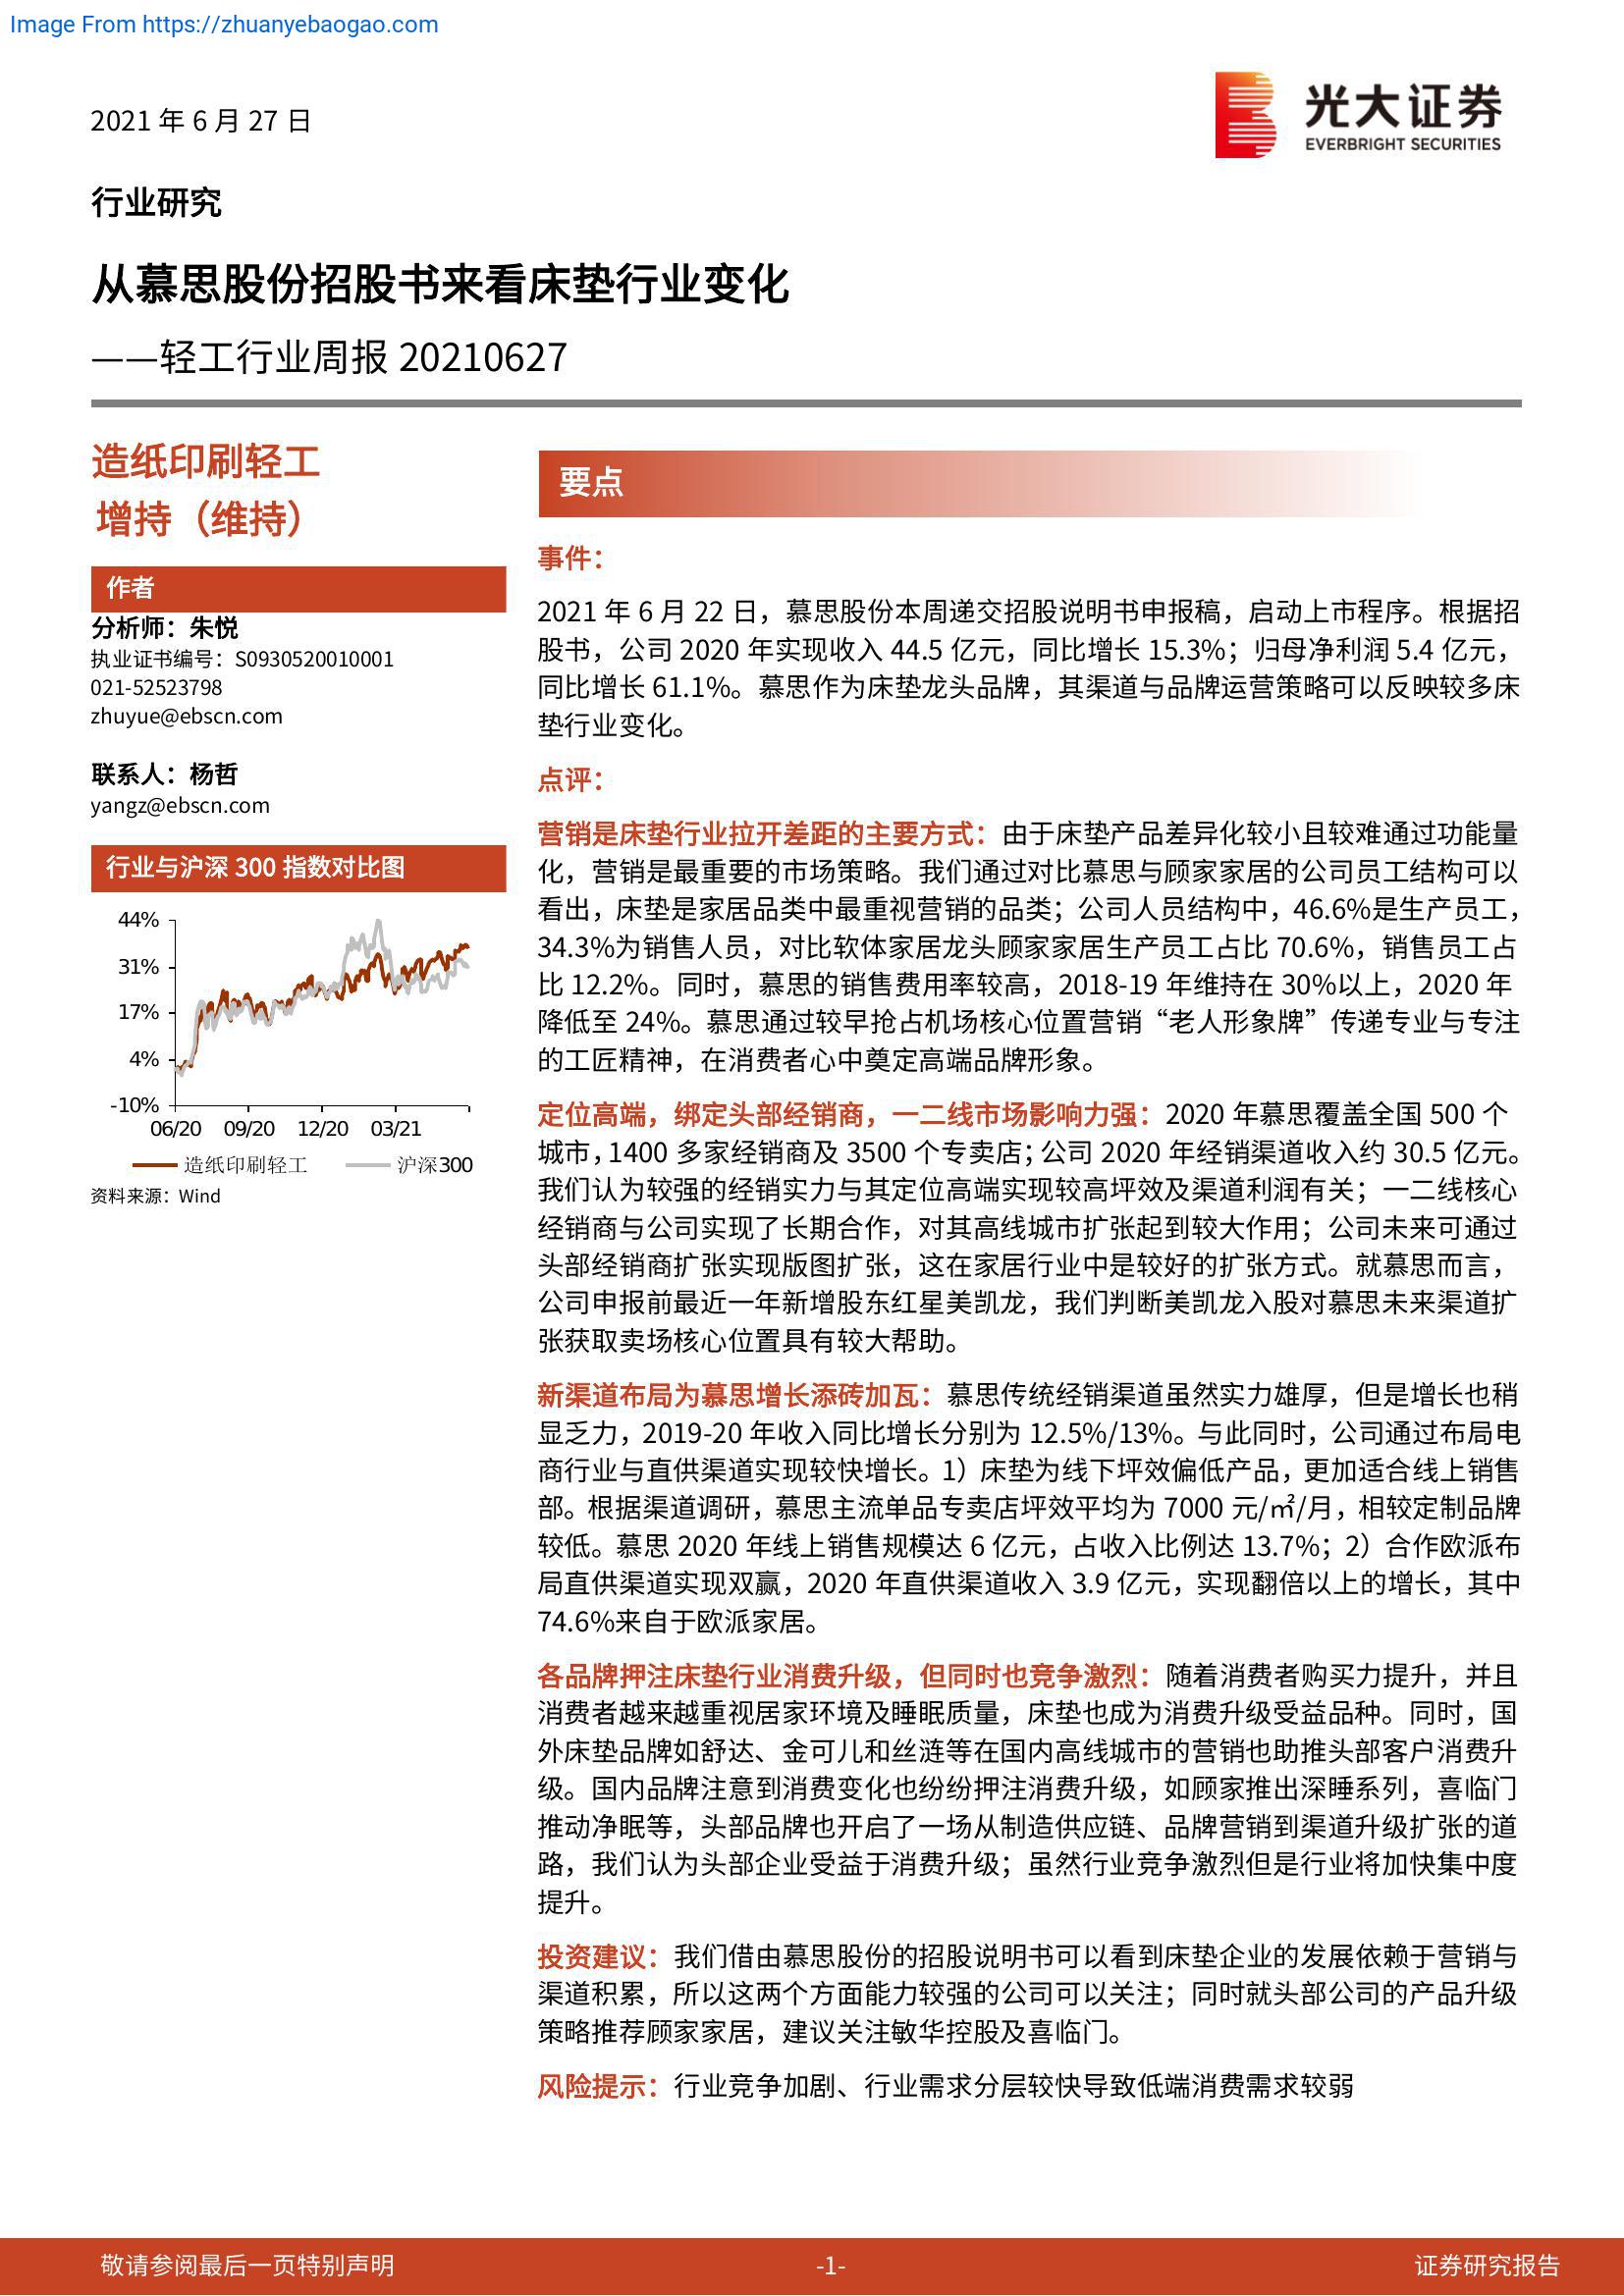 Image From https://zhuanyebaogao.com
2021 年 6 月 27 日
光大证券
EVERBRIGHT SECURITIES
行业研究
从慕思股份招股书来看床垫行业变化
——轻工行业周报 20210627
造纸印刷轻工
增持（维持）
作者
分析师：朱悦
执业证书编号：S0930520010001
021-52523798
zhuyue@ebscn.com
联系人：杨哲
yangz@ebscn.com
行业与沪深 300 指数对比图
44%
31%
17%
4%
-10%
06/20 09/20 12/20 03/21
造纸印刷轻工 沪深300
资料来源：Wind
要点
事件：
2021 年 6 月 22 日，慕思股份本周递交招股说明书申报稿，启动上市程序。根据招
股书，公司 2020 年实现收入 44.5 亿元，同比增长 15.3%；归母净利润 5.4 亿元，
同比增长 61.1%。慕思作为床垫龙头品牌，其渠道与品牌运营策略可以反映较多床
垫行业变化。
点评：
营销是床垫行业拉开差距的主要方式：由于床垫产品差异化较小且较难通过功能量
化，营销是最重要的市场策略。我们通过对比慕思与顾家家居的公司员工结构可以
看出，床垫是家居品类中最重视营销的品类；公司人员结构中，46.6%是生产员工，
34.3%为销售人员，对比软体家居龙头顾家家居生产员工占比 70.6%，销售员工占
比 12.2%。同时，慕思的销售费用率较高，2018-19 年维持在 30%以上，2020 年
降低至 24%。慕思通过较早抢占机场核心位置营销“老人形象牌”传递专业与专注
的工匠精神，在消费者心中奠定高端品牌形象。
定位高端，绑定头部经销商，一二线市场影响力强：2020 年慕思覆盖全国 500 个
城市，1400 多家经销商及 3500 个专卖店；公司 2020 年经销渠道收入约 30.5 亿元。
我们认为较强的经销实力与其定位高端实现较高坪效及渠道利润有关；一二线核心
经销商与公司实现了长期合作，对其高线城市扩张起到较大作用；公司未来可通过
头部经销商扩张实现版图扩张，这在家居行业中是较好的扩张方式。就慕思而言，
公司申报前最近一年新增股东红星美凯龙，我们判断美凯龙入股对慕思未来渠道扩
张获取卖场核心位置具有较大帮助。
新渠道布局为慕思增长添砖加瓦：慕思传统经销渠道虽然实力雄厚，但是增长也稍
显乏力，2019-20 年收入同比增长分别为 12.5%/13%。与此同时，公司通过布局电
商行业与直供渠道实现较快增长。1）床垫为线下坪效偏低产品，更加适合线上销售
部。根据渠道调研，慕思主流单品专卖店坪效平均为 7000 元/㎡/月，相较定制品牌
较低。慕思 2020 年线上销售规模达 6 亿元，占收入比例达 13.7%；2）合作欧派布
局直供渠道实现双赢，2020 年直供渠道收入 3.9 亿元，实现翻倍以上的增长，其中
74.6%来自于欧派家居。
各品牌押注床垫行业消费升级，但同时也竞争激烈：随着消费者购买力提升，并且
消费者越来越重视居家环境及睡眠质量，床垫也成为消费升级受益品种。同时，国
外床垫品牌如舒达、金可儿和丝涟等在国内高线城市的营销也助推头部客户消费升
级。国内品牌注意到消费变化也纷纷押注消费升级，如顾家推出深睡系列，喜临门
推动净眠等，头部品牌也开启了一场从制造供应链、品牌营销到渠道升级扩张的道
路，我们认为头部企业受益于消费升级；虽然行业竞争激烈但是行业将加快集中度
提升。
投资建议：我们借由慕思股份的招股说明书可以看到床垫企业的发展依赖于营销与
渠道积累，所以这两个方面能力较强的公司可以关注；同时就头部公司的产品升级
策略推荐顾家家居，建议关注敏华控股及喜临门。
风险提示：行业竞争加剧、行业需求分层较快导致低端消费需求较弱
敬请参阅最后一页特别声明
-1-
证券研究报告